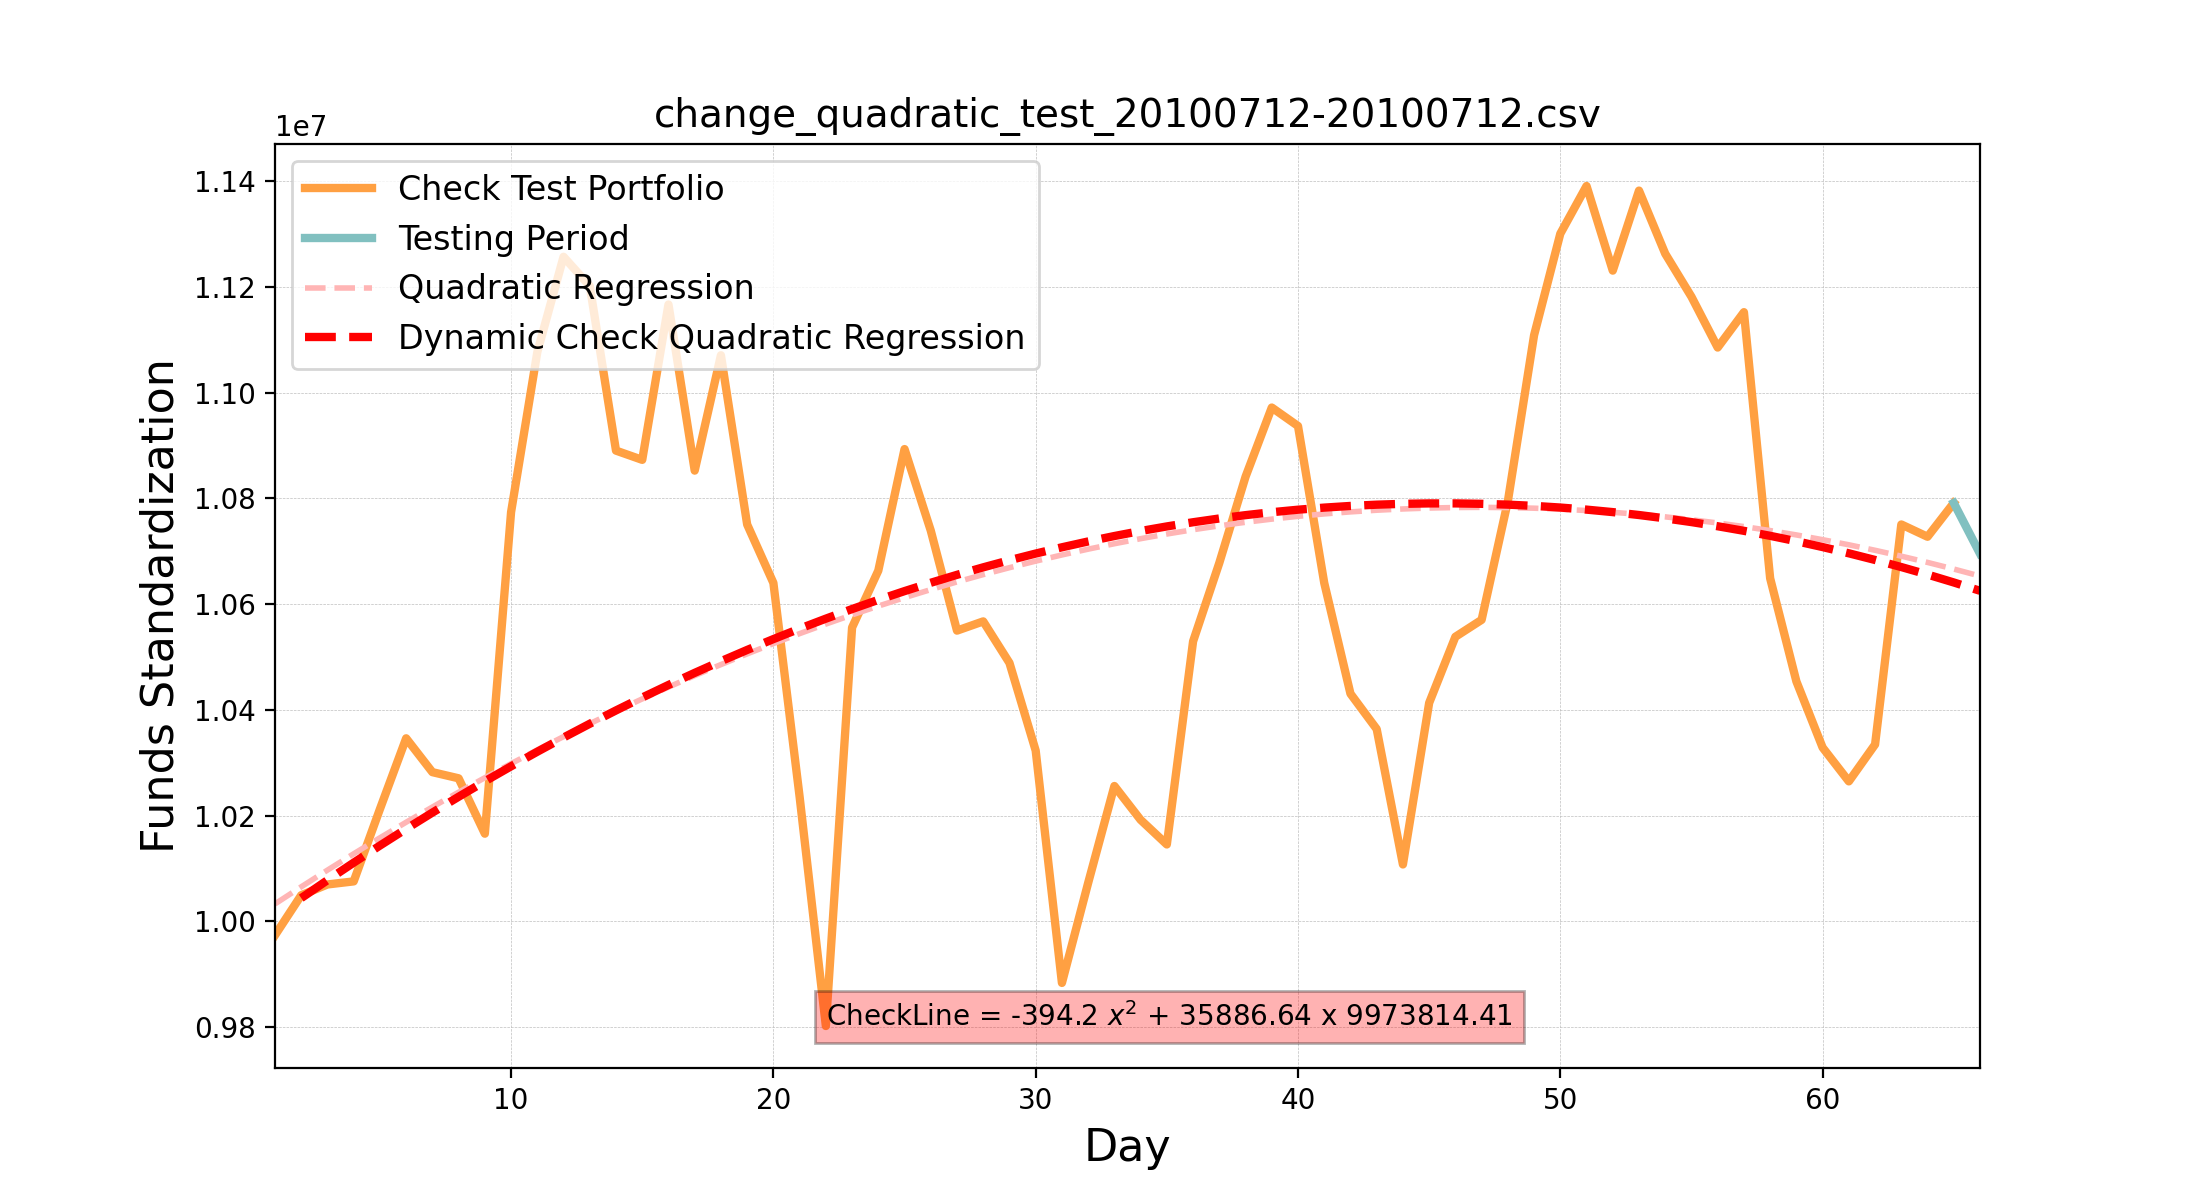 change_quadratic_test_20100712-20100712.csv
1e7
Check Test Portfolio
Testing Period
Quadratic Regression
Dynamic Check Quadratic Regression
1.14
1.12
1.10
1.08
1.06
1.04
1.02
1.00
0.98
Funds Standardization
CheckLine = -394.2 x² + 35886.64 x 9973814.41
10 20 30 40 50 60
Day